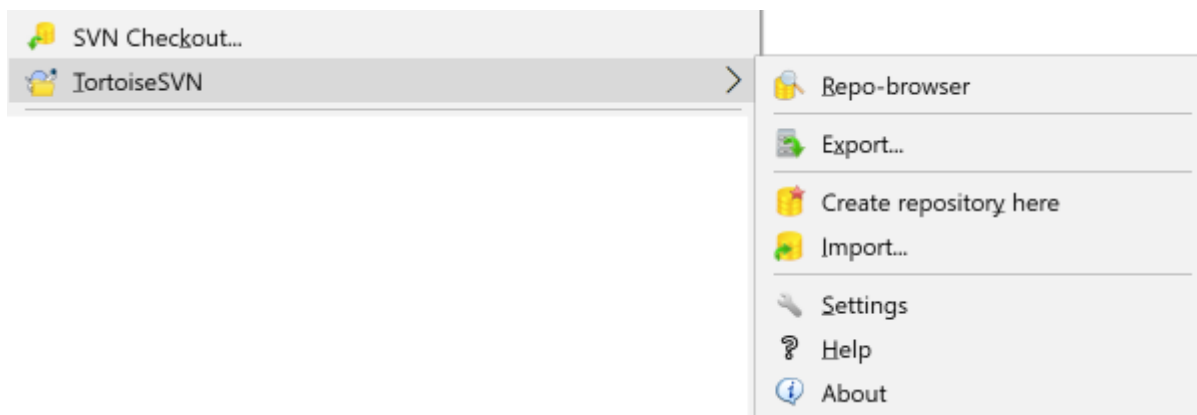 SVN Checkout...
TortoiseSVN
Repo-browser
Export...
Create repository here
Import...
Settings
Help
About